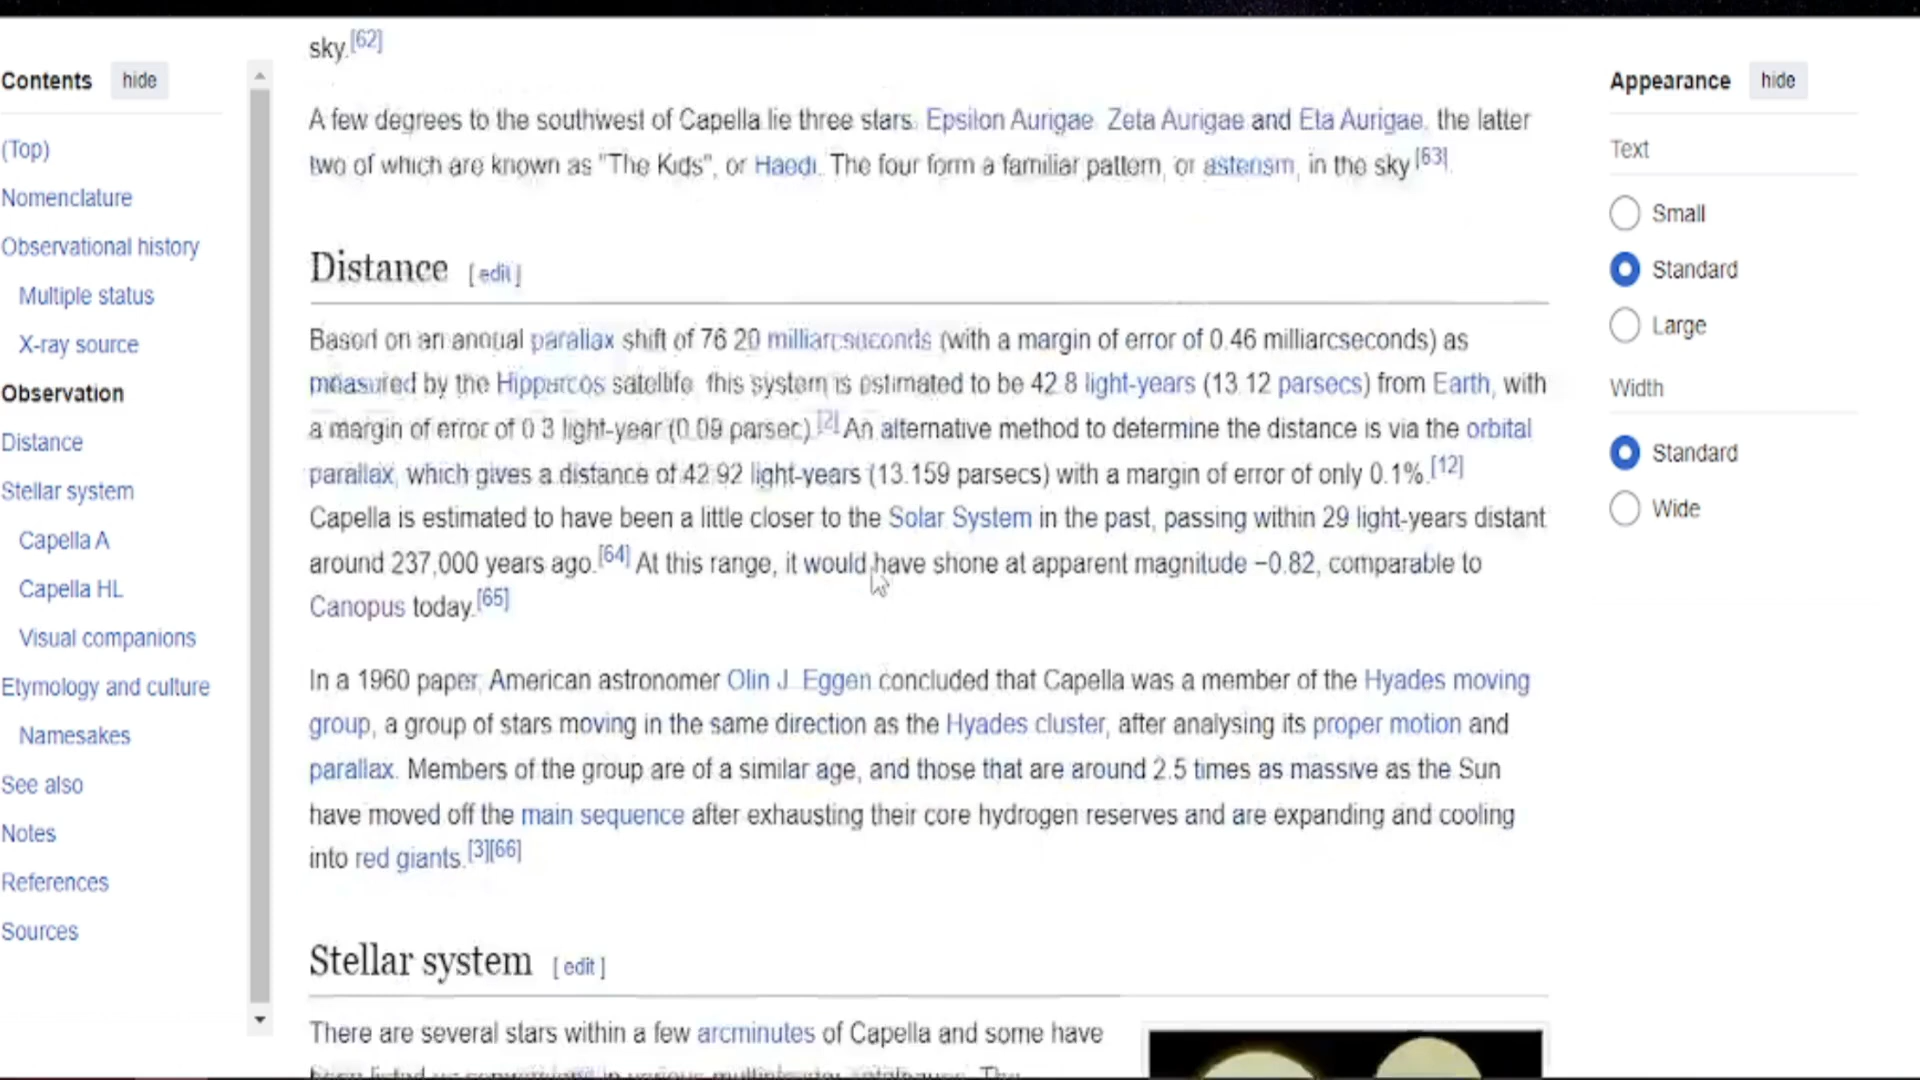 Contents hide
(Top)
Nomenclature
Observational history
Multiple status
X-ray source
Observation
Distance
Stellar system
Capella A
Capella HL
Visual companions
Etymology and culture
Namesakes
See also
Notes
References
Sources
sky.[62]
A few degrees to the southwest of Capella lie three stars, Epsilon Aurigae, Zeta Aurigae and Eta Aurigae, the latter
two of which are known as "The Kids", or Haedi. The four form a familiar pattern, or asterism, in the sky.[63]
Distance [edit]
Based on an annual parallax shift of 76.20 milliarcseconds (with a margin of error of 0.46 milliarcseconds) as
measured by the Hipparcos satellite, this system is estimated to be 42.8 light-years (13.12 parsecs) from Earth, with
a margin of error of 0.3 light-year (0.09 parsec).[2] An alternative method to determine the distance is via the orbital
parallax, which gives a distance of 42.92 light-years (13.159 parsecs) with a margin of error of only 0.1%.[12]
Capella is estimated to have been a little closer to the Solar System in the past, passing within 29 light-years distant
around 237,000 years ago.[64] At this range, it would have shone at apparent magnitude −0.82, comparable to
Canopus today.[65]
In a 1960 paper, American astronomer Olin J. Eggen concluded that Capella was a member of the Hyades moving
group, a group of stars moving in the same direction as the Hyades cluster, after analysing its proper motion and
parallax. Members of the group are of a similar age, and those that are around 2.5 times as massive as the Sun
have moved off the main sequence after exhausting their core hydrogen reserves and are expanding and cooling
into red giants.[3][66]
Stellar system [edit]
There are several stars within a few arcminutes of Capella and some have
Appearance hide
Text
Small
Standard
Large
Width
Standard
Wide